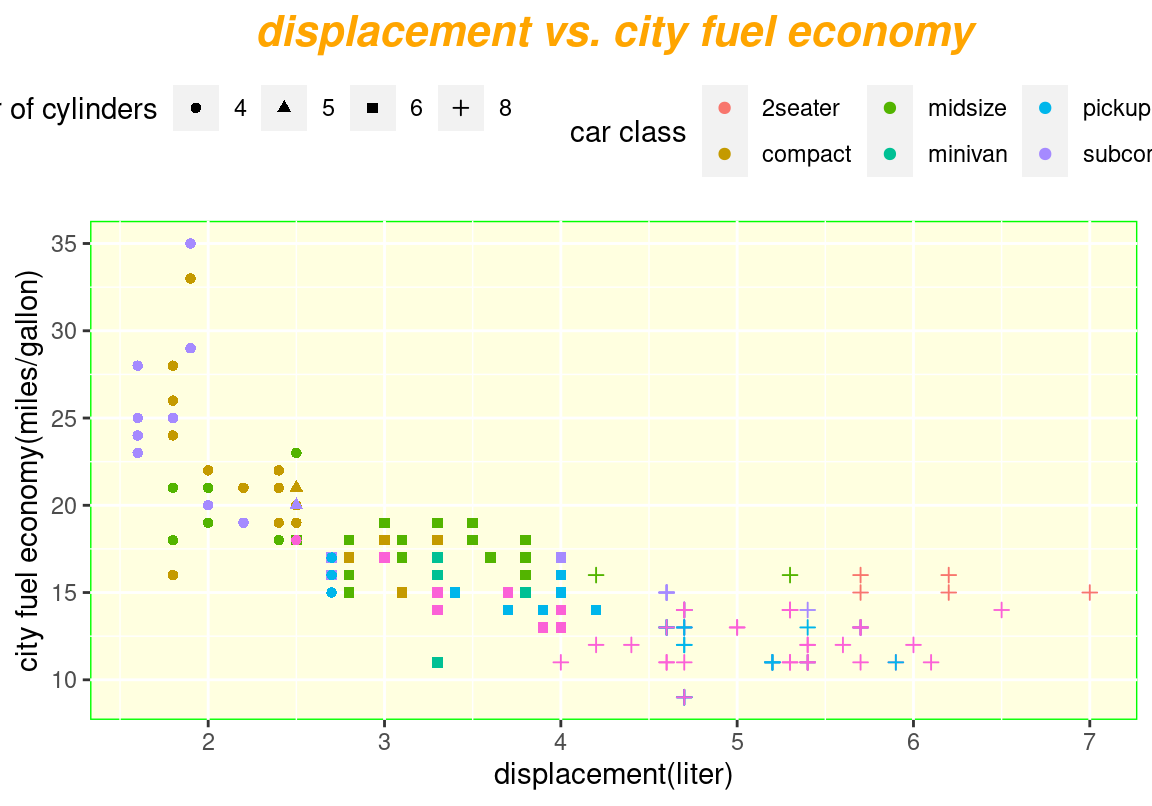 displacement vs. city fuel economy
of cylinders 4 5 6 8
2seater midsize pickup
car class
compact minivan
35
30
25
20
15
10
city fuel economy(miles/gallon)
2 3 4 5 6 7
displacement(liter)